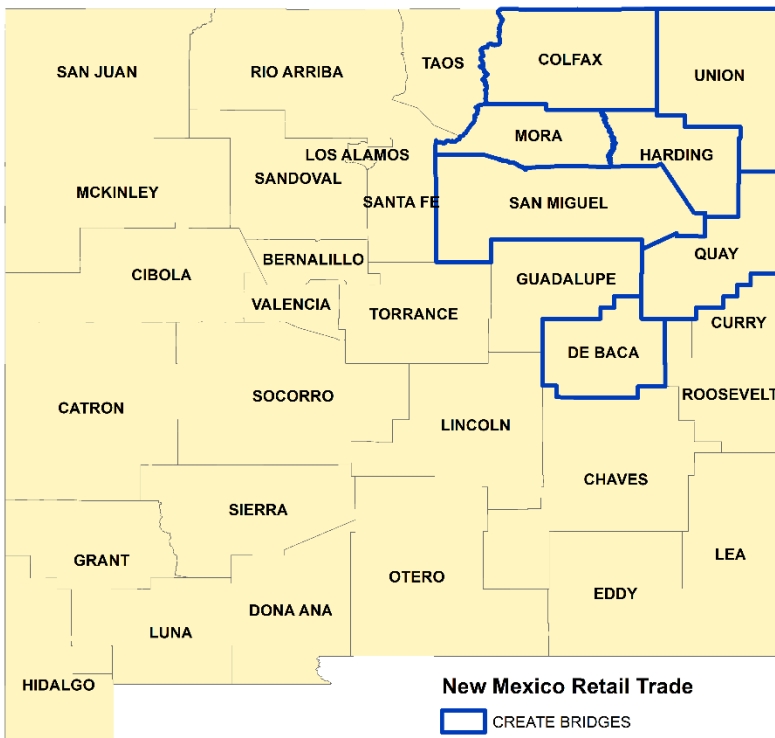 SAN JUAN
RIO ARRIBA
TAOS
COLFAX
UNION
MORA
LOS ALAMOS
HARDING
SANDOVAL
MCKINLEY
SANTA FE
SAN MIGUEL
BERNALILLO
QUAY
CIBOLA
GUADALUPE
VALENCIA
TORRANCE
CURRY
DE BACA
SOCORRO
ROOSEVELT
CATRON
LINCOLN
CHAVES
SIERRA
LEA
GRANT
OTERO
EDDY
DONA ANA
LUNA
HIDALGO
New Mexico Retail Trade
CREATE BRIDGES